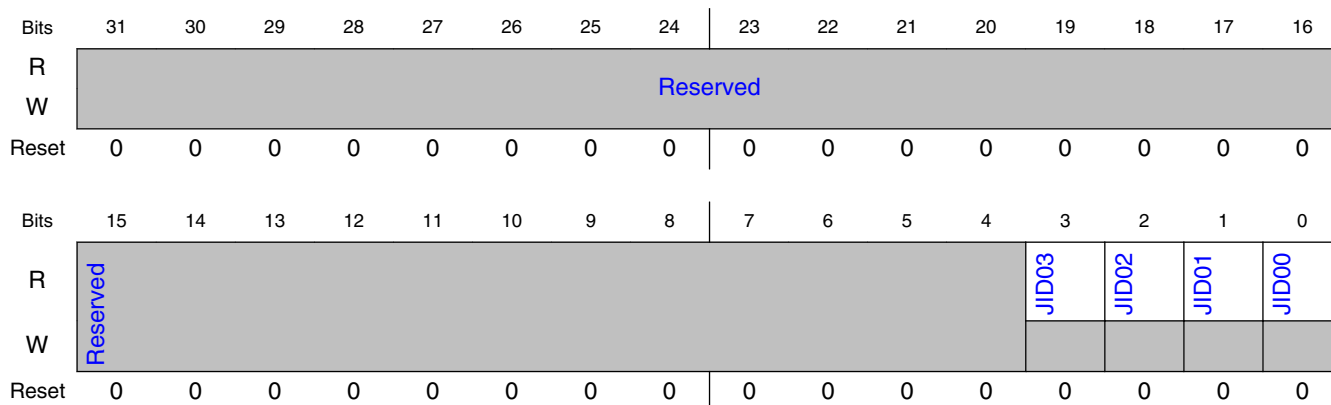 Bits 31 30 29 28 27 26 25 24 23 22 21 20 19 18 17 16
R
Reserved
W
Reset 0 0 0 0 0 0 0 0 0 0 0 0 0 0 0 0
Bits 15 14 13 12 11 10 9 8 7 6 5 4 3 2 1 0
R Reserved JID03 JID02 JID01 JID00
W
Reset 0 0 0 0 0 0 0 0 0 0 0 0 0 0 0 0